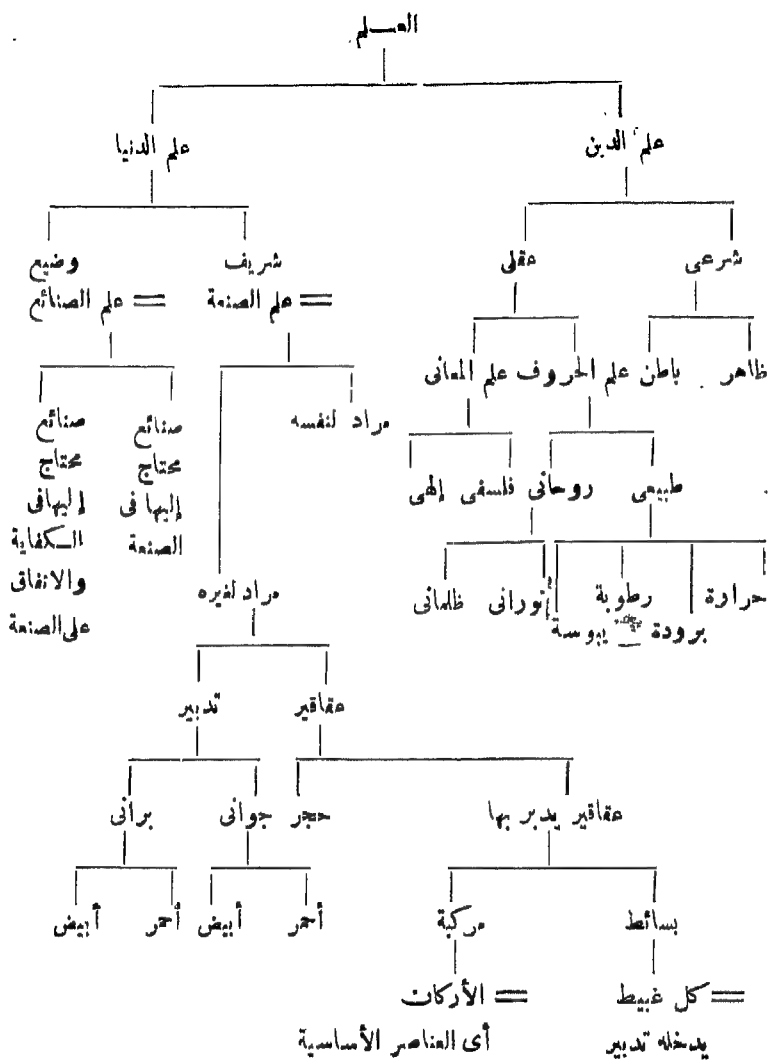 العلم
علم الدين
علم الدنيا
شرعى
عقلى
شريف
وضيع
= علم الصنعة
= علم الصنائع
ظاهر
باطن
علم الحروف
علم المعانى
مراد لنفسه
صنائع
محتاج
إليها فى
الصنعة
صنائع
محتاج
إليها فى
الكفاية
والاتفاق
على الصنعة
طبيعى
روحانى
فلسفى
إلهى
حرارة
رطوبة
برودة
يبوسة
نورانى
ظلمانى
مراد لغيره
عقاقير
تدبير
عقاقير يدبر بها
حجر
جوانى
برانى
أحمر
أبيض
أحمر
أبيض
بسائط
مركبة
= كل غبيط
يدخله تدبير
= الأركان
أى العناصر الأساسية